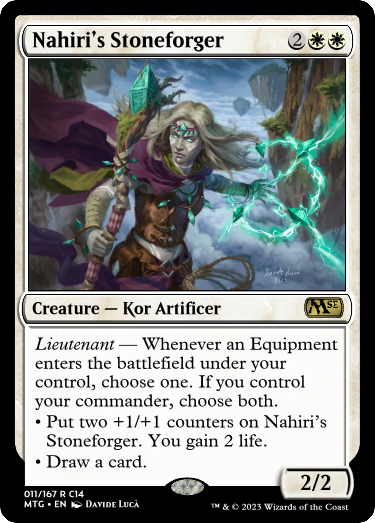 Nahiri's Stoneforger 2
Creature — Kor Artificer
MSE
Lieutenant — Whenever an Equipment
enters the battlefield under your
control, choose one. If you control
your commander, choose both.
• Put two +1/+1 counters on Nahiri's
Stoneforger. You gain 2 life.
• Draw a card.
2/2
011/167 R C14
MTG • EN Davide Lucà
™ & © 2023 Wizards of the Coast